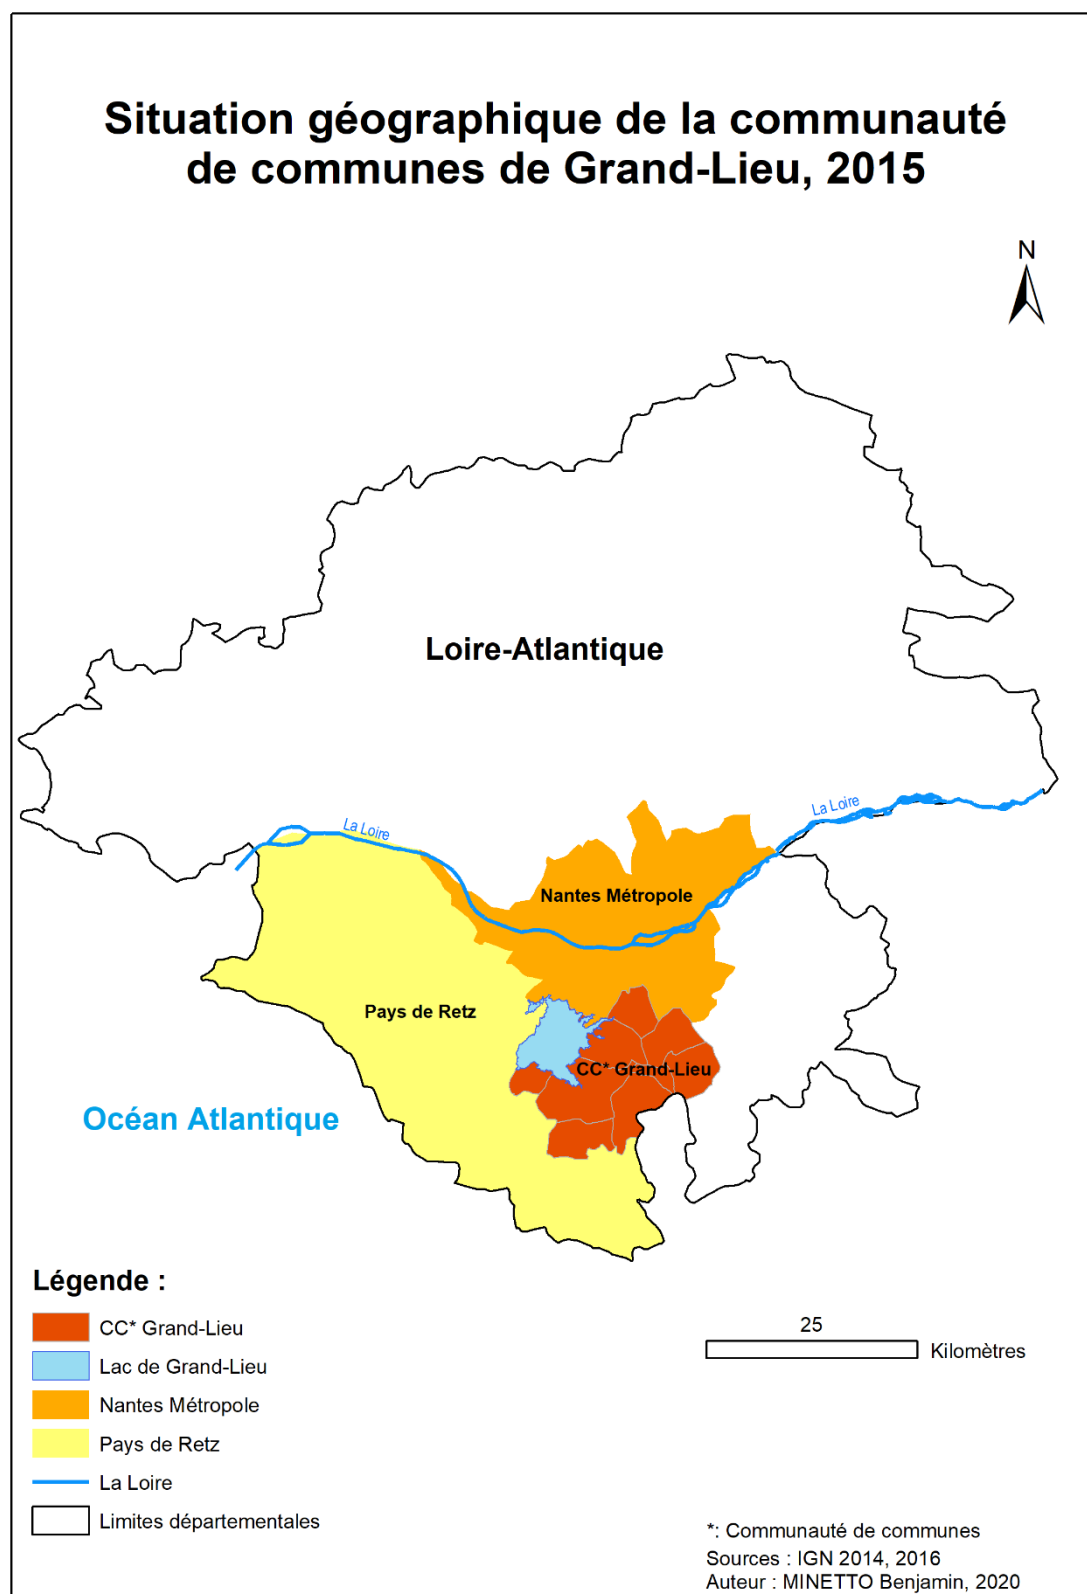 Situation géographique de la communauté
de communes de Grand-Lieu, 2015
N
Loire-Atlantique
La Loire
La Loire
Nantes Métropole
Pays de Retz
CC* Grand-Lieu
Océan Atlantique
Légende :
CC* Grand-Lieu
Lac de Grand-Lieu
Nantes Métropole
Pays de Retz
La Loire
Limites départementales
25
Kilomètres
*: Communauté de communes
Sources : IGN 2014, 2016
Auteur : MINETTO Benjamin, 2020